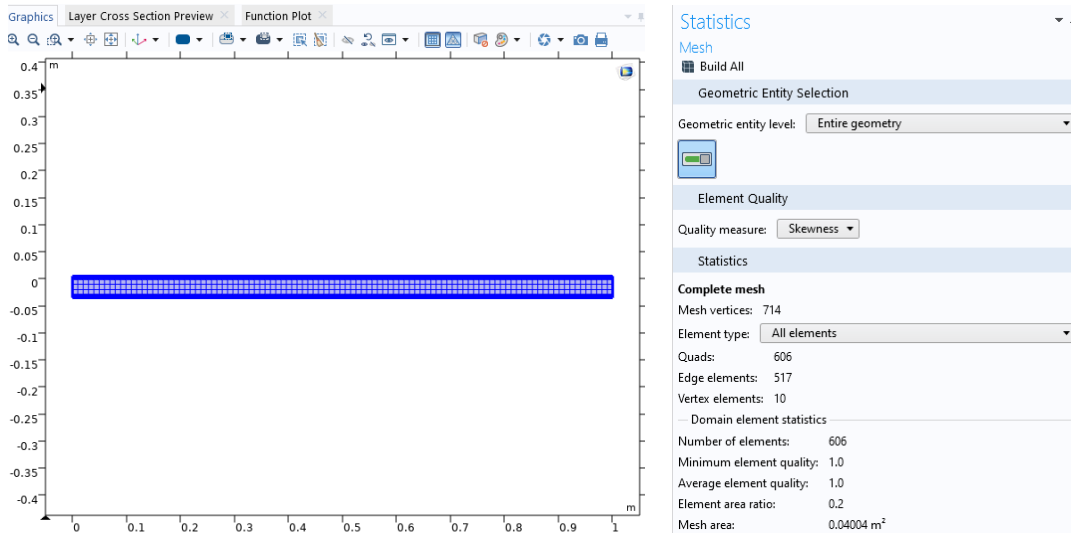 Graphics Layer Cross Section Preview Function Plot
m
0.4
0.35
0.3
0.25
0.2
0.15
0.1
0.05
0
-0.05
-0.1
-0.15
-0.2
-0.25
-0.3
-0.35
-0.4
m
0 0.1 0.2 0.3 0.4 0.5 0.6 0.7 0.8 0.9 1
Statistics
Mesh
Build All
Geometric Entity Selection
Geometric entity level: Entire geometry
Element Quality
Quality measure: Skewness
Statistics
Complete mesh
Mesh vertices: 714
Element type: All elements
Quads: 606
Edge elements: 517
Vertex elements: 10
Domain element statistics
Number of elements: 606
Minimum element quality: 1.0
Average element quality: 1.0
Element area ratio: 0.2
Mesh area: 0.04004 m²